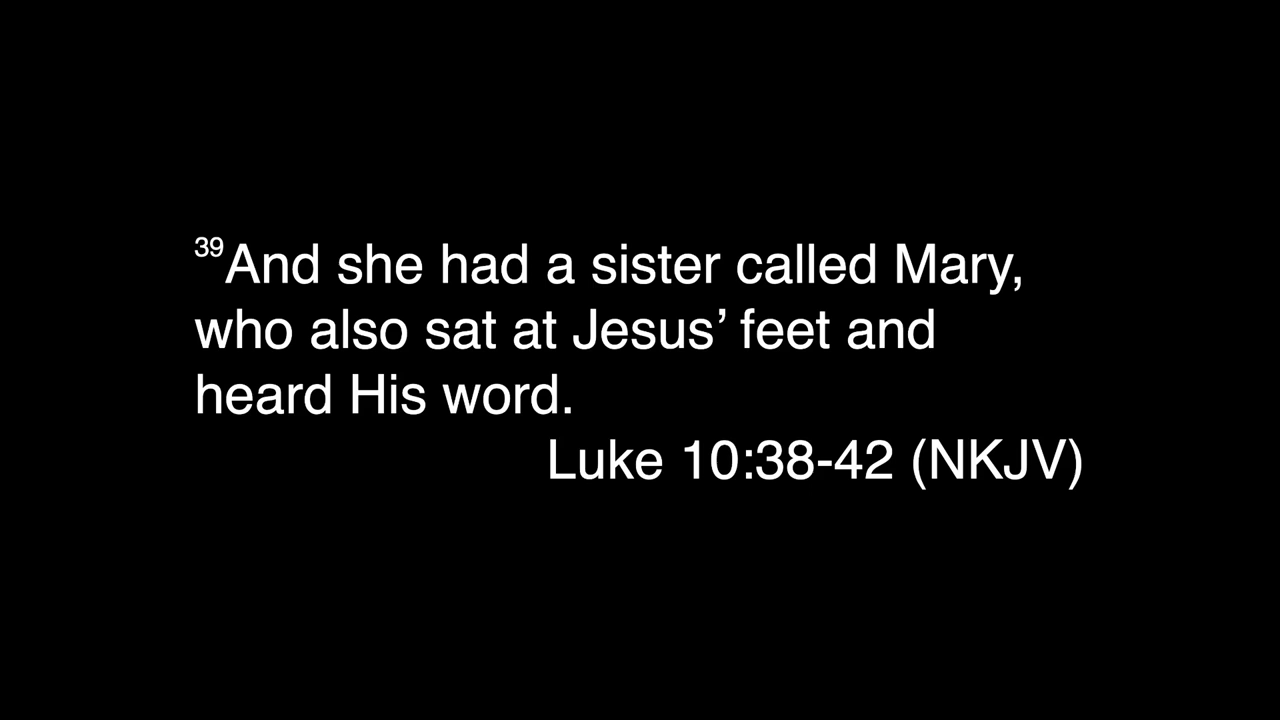 39And she had a sister called Mary,
who also sat at Jesus’ feet and
heard His word.
Luke 10:38-42 (NKJV)